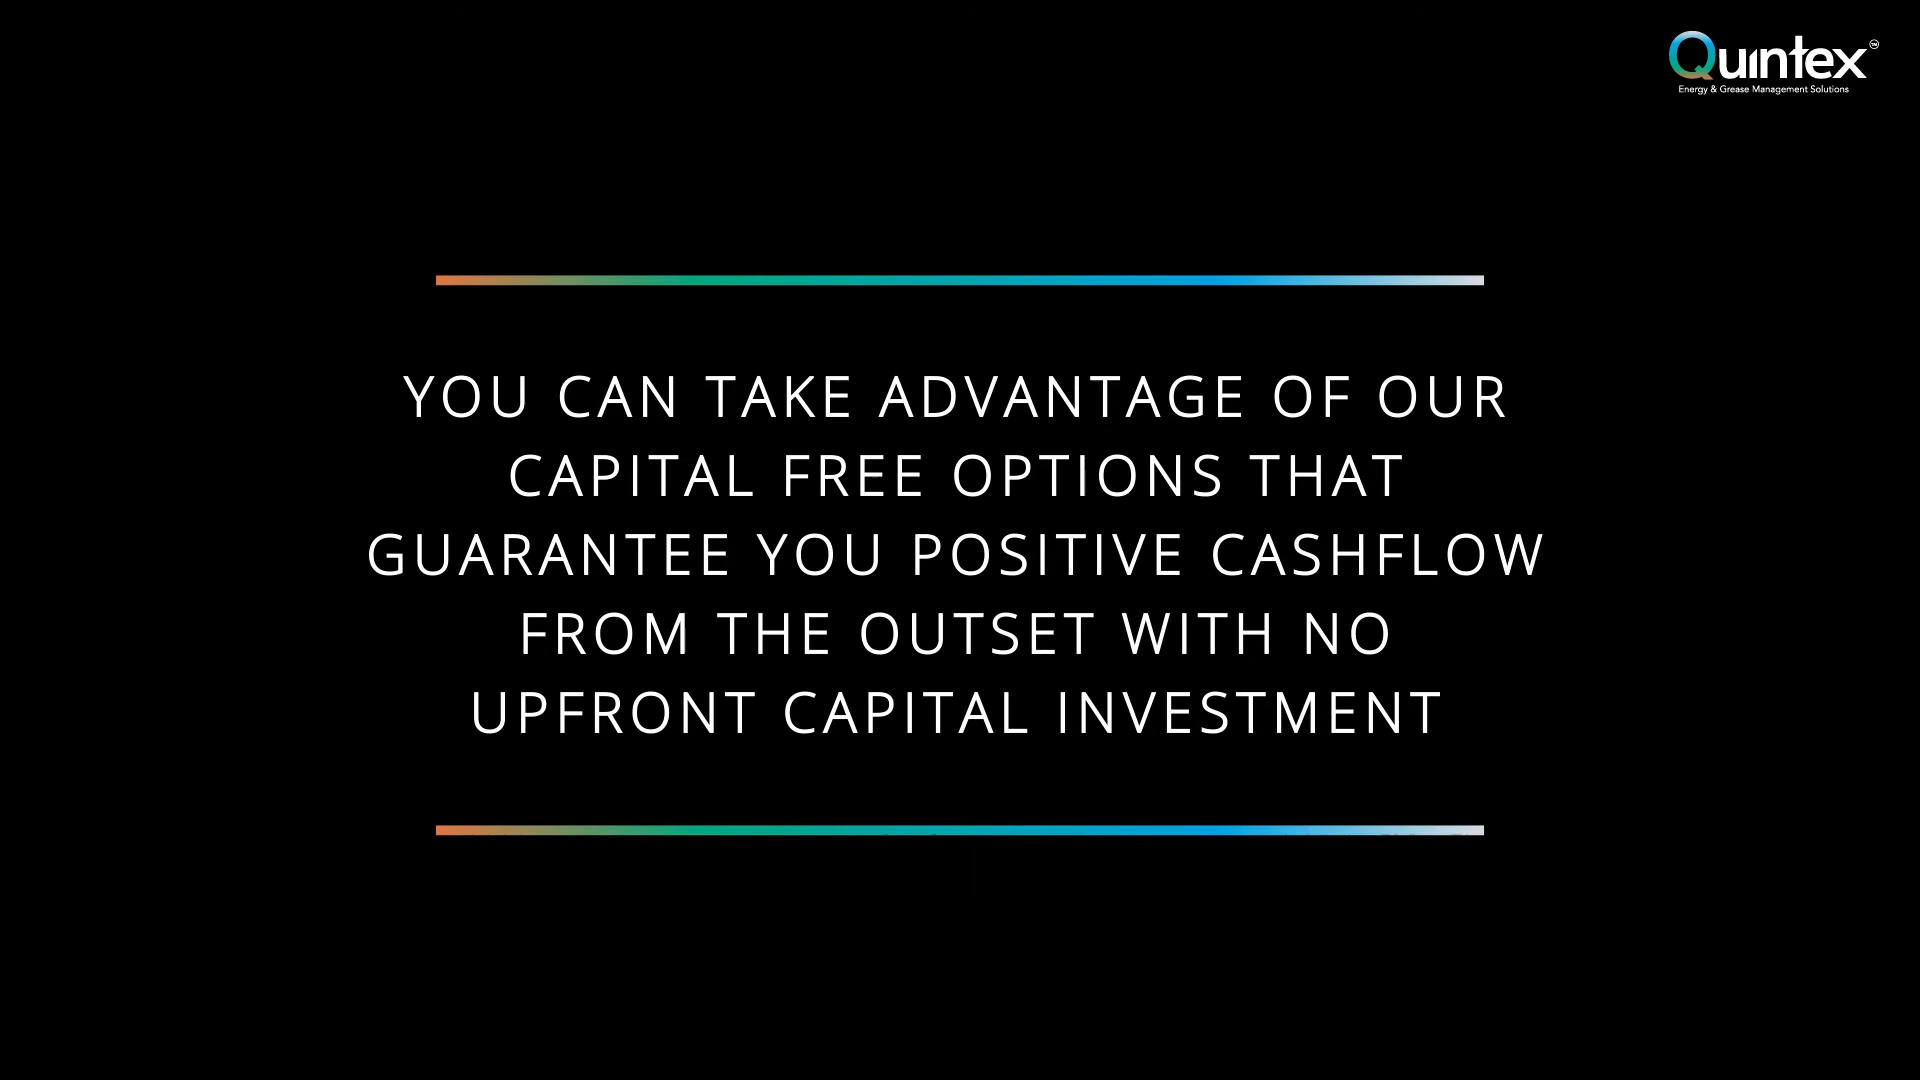 Quintex™
Energy & Grease Management Solutions
YOU CAN TAKE ADVANTAGE OF OUR
CAPITAL FREE OPTIONS THAT
GUARANTEE YOU POSITIVE CASHFLOW
FROM THE OUTSET WITH NO
UPFRONT CAPITAL INVESTMENT